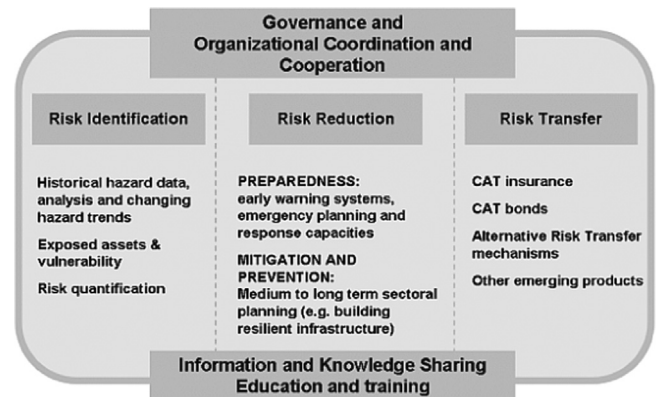 Governance and
Organizational Coordination and
Cooperation
Risk Identification
Historical hazard data,
analysis and changing
hazard trends
Exposed assets &
vulnerability
Risk quantification
Risk Reduction
PREPAREDNESS:
early warning systems,
emergency planning and
response capacities
MITIGATION AND
PREVENTION:
Medium to long term sectoral
planning (e.g. building
resilient infrastructure)
Risk Transfer
CAT insurance
CAT bonds
Alternative Risk Transfer
mechanisms
Other emerging products
Information and Knowledge Sharing
Education and training